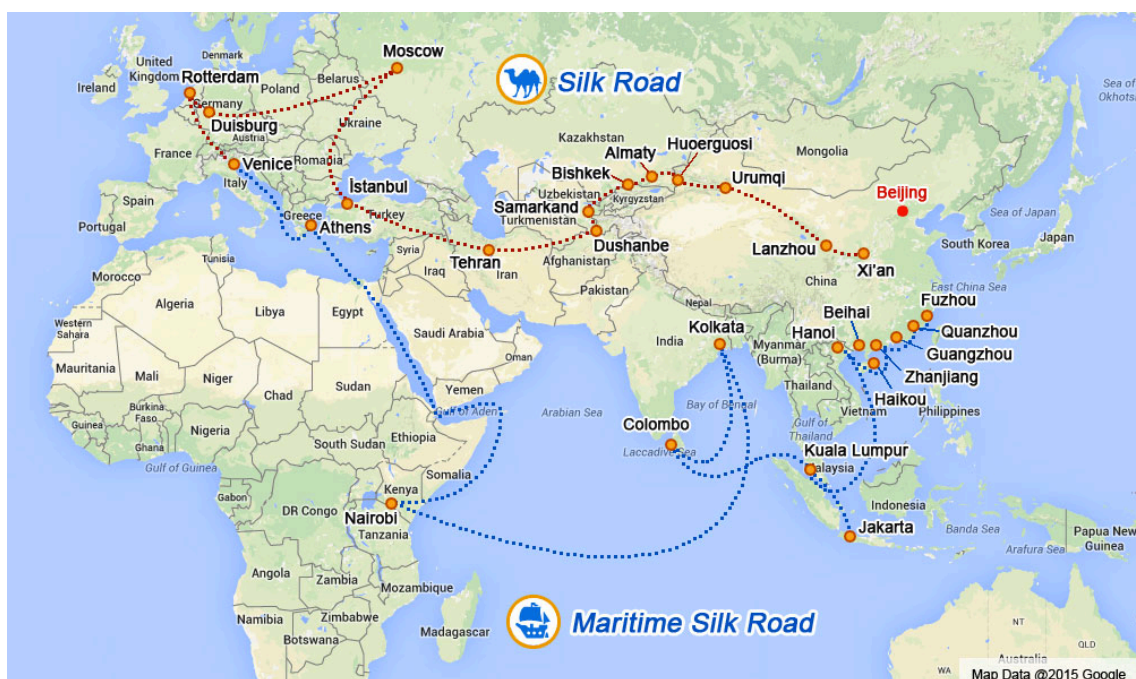 Moscow
Silk Road
Sea of
Okhotsk
United
Kingdom
Denmark
Ireland
Rotterdam
Belarus
Poland
Germany
Duisburg
Ukraine
Kazakhstan
Mongolia
Huoerguosi
Almaty
Bishkek
Urumqi
Austria
France
Romania
Venice
Italy
Beijing
İstanbul
Uzbekistan
Kyrgyzstan
Samarkand
Turkmenistan
Spain
Portugal
Greece
Turkey
Athens
Sea of Japan
Japan
South Korea
Dushanbe
Lanzhou
Xi'an
Tehran
Syria
Iraq
Iran
Afghanistan
China
Tunisia
Morocco
Pakistan
East China Sea
Fuzhou
Nepal
Algeria
Libya
Egypt
Western
Sahara
Saudi Arabia
Kolkata
India
Beihai
Hanoi
Quanzhou
Myanmar
(Burma)
Guangzhou
Zhanjiang
Oman
Mauritania
Mali
Niger
Chad
Sudan
Yemen
Gulf of Aden
Arabian Sea
Bay of Bengal
Thailand
Haikou
Vietnam
Philippines
Burkina
Faso
Guinea
Nigeria
Ghana
Gulf of
Thailand
Colombo
Laccadive Sea
South Sudan
Ethiopia
Somalia
Kuala Lumpur
Malaysia
Gulf of Guinea
Gabon
Kenya
DR Congo
Nairobi
Tanzania
Indonesia
Jakarta
Banda Sea
Arafura Sea
Papua New
Guinea
Angola
Zambia
Mozambique
Namibia
Zimbabwe
Botswana
Madagascar
Maritime Silk Road
NT
QLD
WA
Map Data @2015 Google